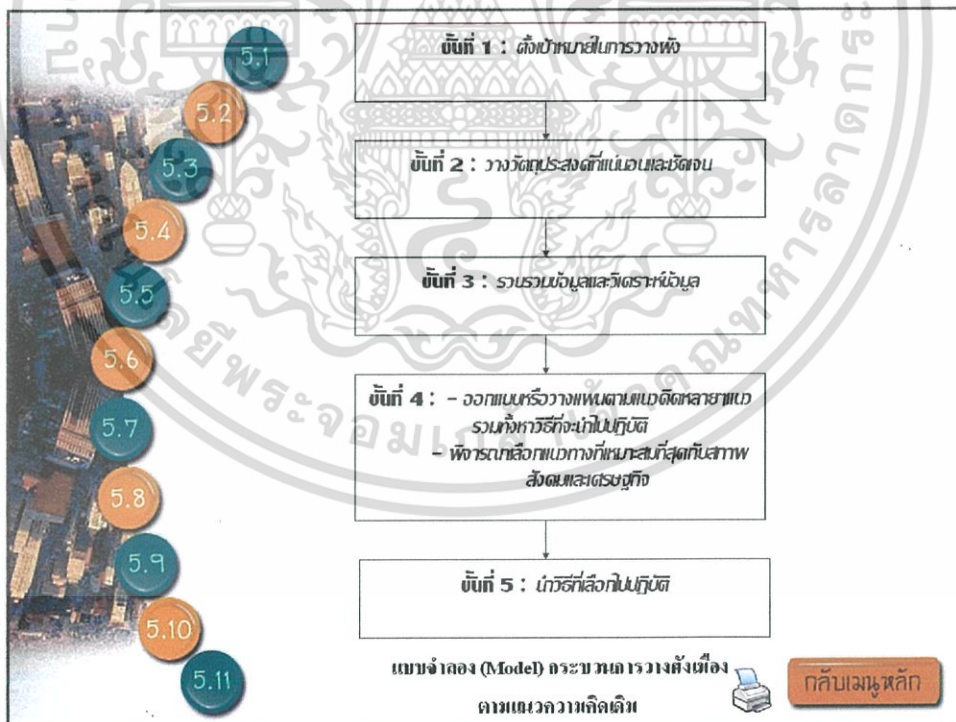 5.1
5.2
5.3
5.4
5.5
5.6
5.7
5.8
5.9
5.10
5.11
ขั้นที่ 1 : ตั้งเป้าหมายในการวางผัง
ขั้นที่ 2 : วางวัตถุประสงค์ที่แน่นอนและชัดเจน
ขั้นที่ 3 : รวบรวมข้อมูลและวิเคราะห์ข้อมูล
ขั้นที่ 4 : - ออกแบบหรือวางแผนตามแนวคิดหลายๆแนว
รวมทั้งหาวิธีที่จะนำไปปฏิบัติ
- พิจารณาเลือกแนวทางที่เหมาะสมที่สุดกับสภาพ
สังคมและเศรษฐกิจ
ขั้นที่ 5 : นำวิธีที่เลือกไปปฏิบัติ
แบบจำลอง (Model) กระบวนการวางผังเมือง
ตามแนวความคิดเดิม
กลับเมนูหลัก